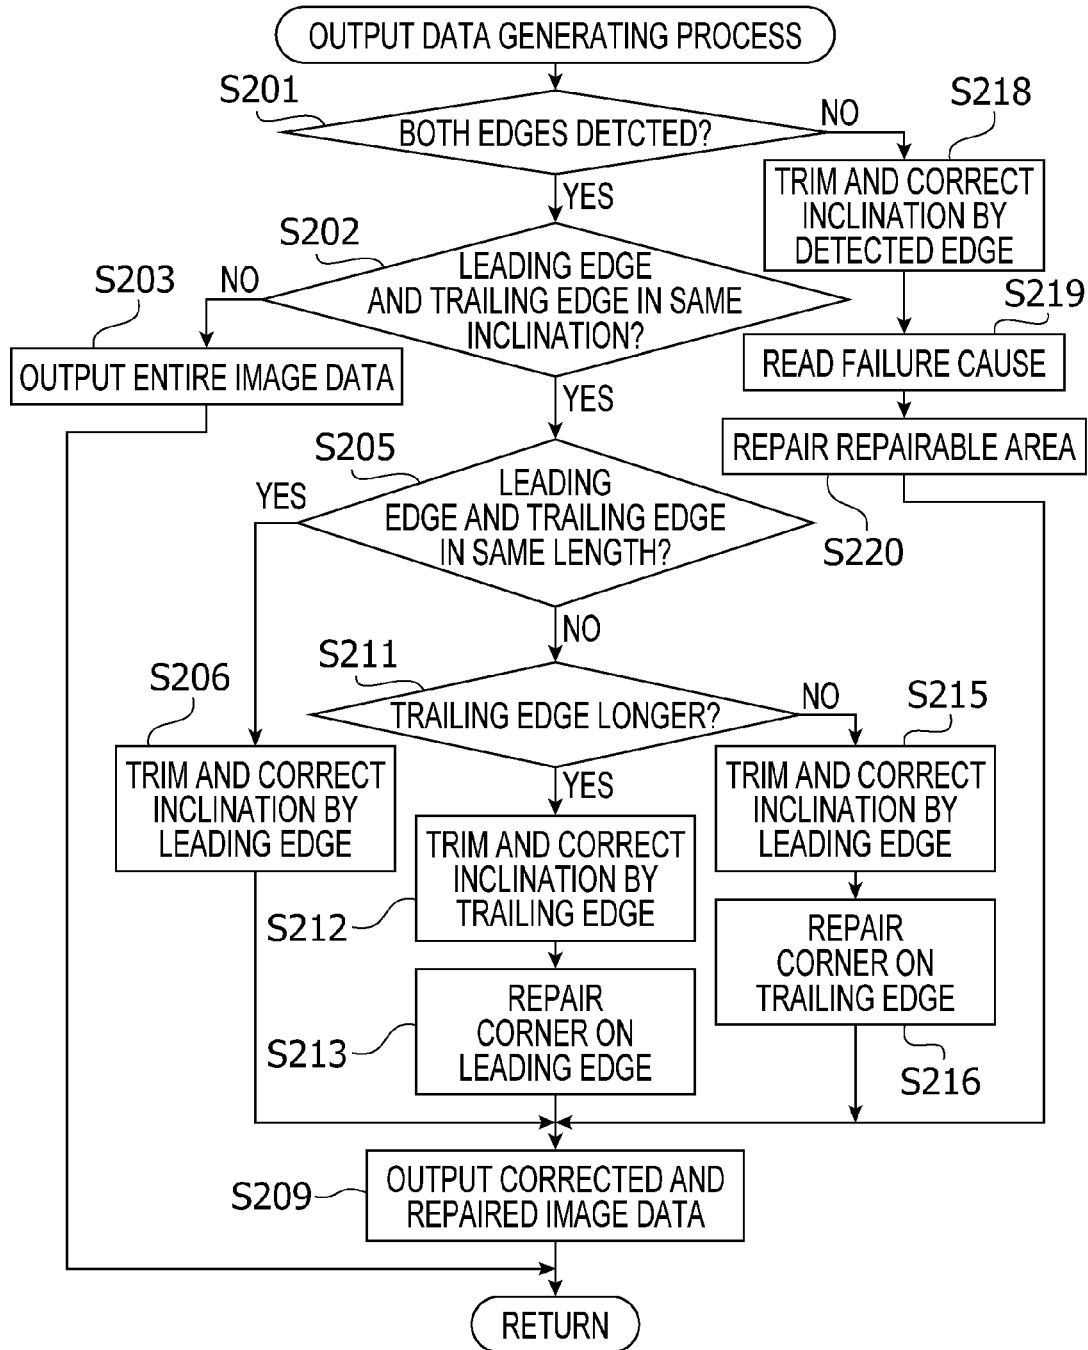 OUTPUT DATA GENERATING PROCESS
S201
BOTH EDGES DETCTED?
NO
S218
TRIM AND CORRECT
INCLINATION BY
DETECTED EDGE
YES
S202
LEADING EDGE
AND TRAILING EDGE IN SAME
INCLINATION?
NO
S203
OUTPUT ENTIRE IMAGE DATA
S219
READ FAILURE CAUSE
YES
REPAIR REPAIRABLE AREA
S220
S205
YES
LEADING
EDGE AND TRAILING EDGE
IN SAME LENGTH?
NO
S211
TRAILING EDGE LONGER?
NO
S206
TRIM AND CORRECT
INCLINATION BY
LEADING EDGE
S215
TRIM AND CORRECT
INCLINATION BY
LEADING EDGE
YES
TRIM AND CORRECT
INCLINATION BY
TRAILING EDGE
S212
REPAIR
CORNER ON
TRAILING EDGE
S216
REPAIR
CORNER ON
LEADING EDGE
S213
S209
OUTPUT CORRECTED AND
REPAIRED IMAGE DATA
RETURN